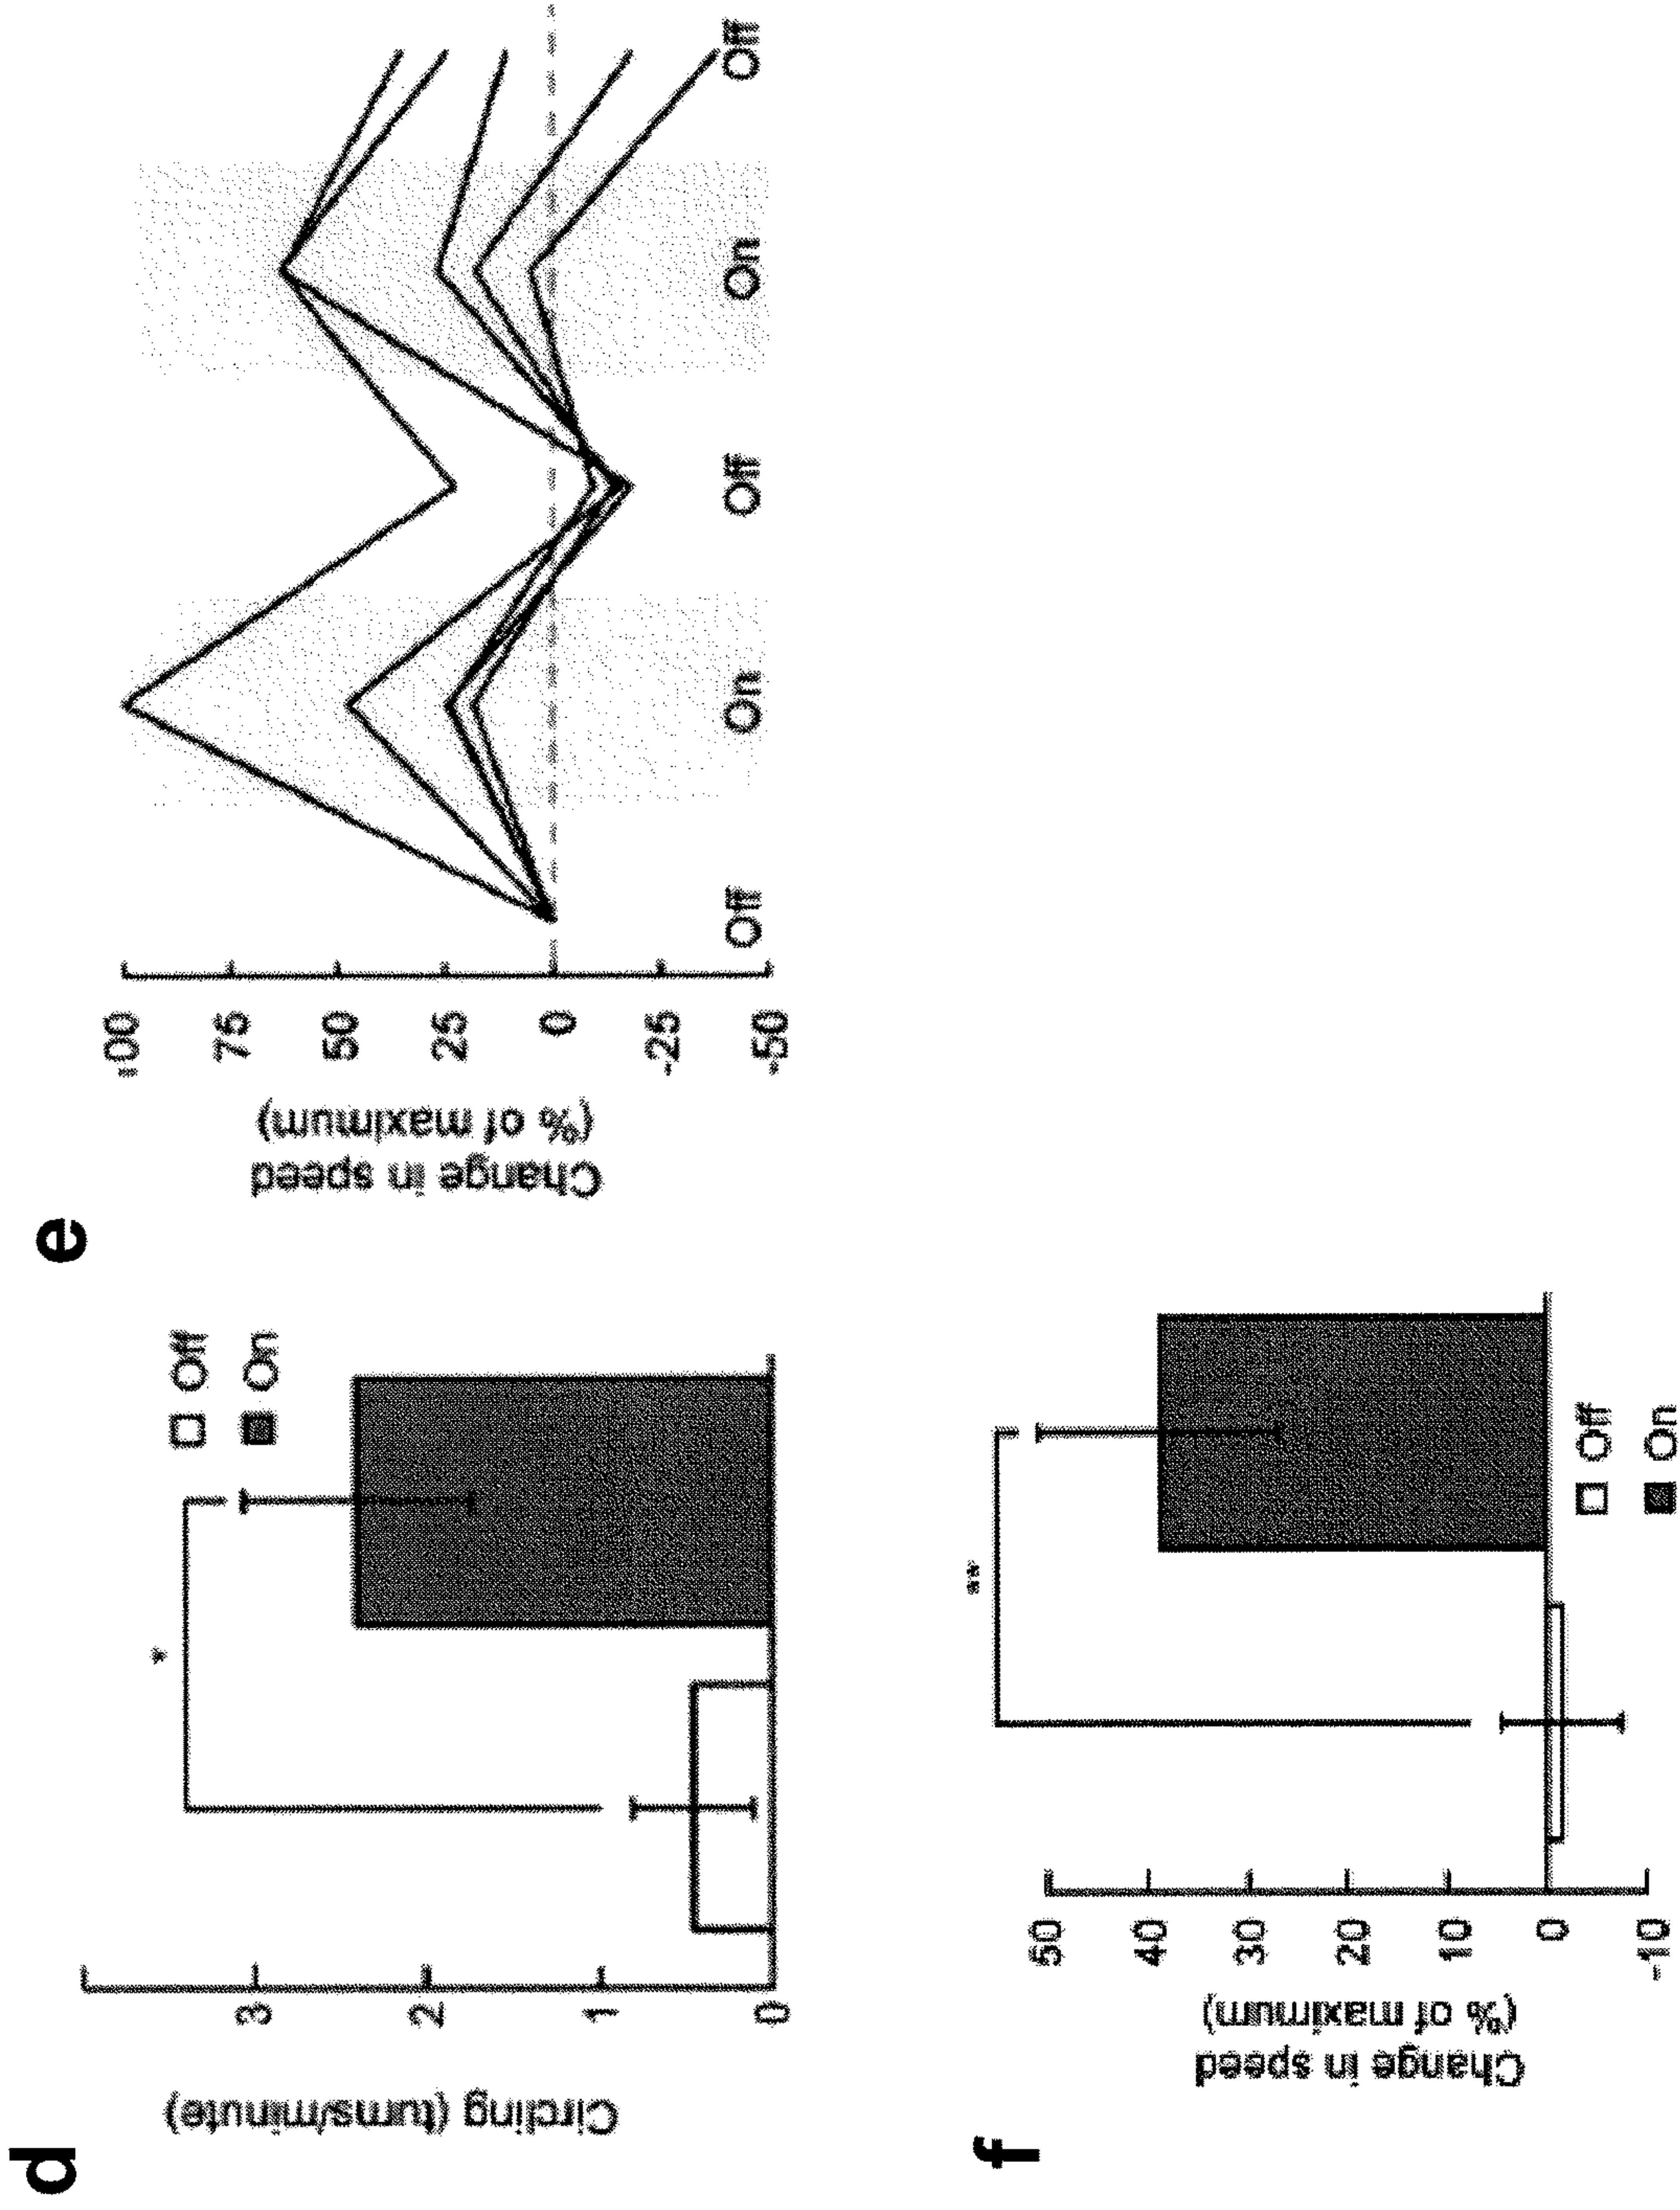 d
Circling (turns/minute)
3
2
1
0
*
Off
On
e
Change in speed
(% of maximum)
100
75
50
25
0
-25
-50
Off
On
Off
On
Off
f
Change in speed
(% of maximum)
50
40
30
20
10
0
-10
**
Off
On